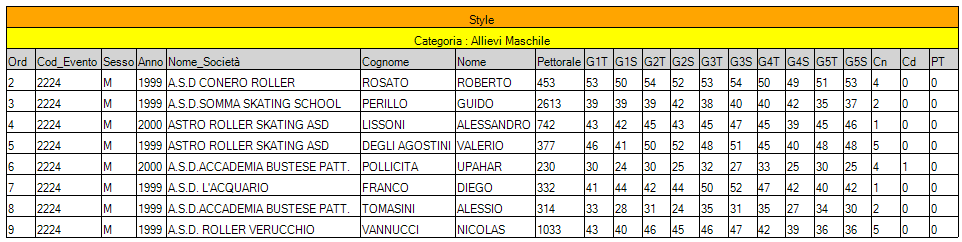 Style
Categoria : Allievi Maschile
Ord Cod_Evento Sesso Anno Nome_Società Cognome Nome Pettorale G1T G1S G2T G2S G3T G3S G4T G4S G5T G5S Cn Cd PT
2 2224 M 1999 A.S.D CONERO ROLLER ROSATO ROBERTO 453 53 50 54 52 53 54 50 49 51 53 4 0 0
3 2224 M 1999 A.S.D.SOMMA SKATING SCHOOL PERILLO GUIDO 2613 39 39 39 42 38 40 40 42 35 37 2 0 0
4 2224 M 2000 ASTRO ROLLER SKATING ASD LISSONI ALESSANDRO 742 43 42 45 43 45 47 45 39 45 46 1 0 0
5 2224 M 1999 ASTRO ROLLER SKATING ASD DEGLI AGOSTINI VALERIO 377 46 41 50 52 48 51 45 40 48 48 5 0 0
6 2224 M 2000 A.S.D.ACCADEMIA BUSTESE PATT. POLLICITA UPAHAR 230 30 24 30 25 32 27 33 25 30 25 4 1 0
7 2224 M 1999 A.S.D. L'ACQUARIO FRANCO DIEGO 332 41 44 42 44 50 52 47 42 40 42 1 0 0
8 2224 M 1999 A.S.D.ACCADEMIA BUSTESE PATT. TOMASINI ALESSIO 314 33 28 31 24 35 31 35 27 34 30 2 0 0
9 2224 M 1999 A.S.D. ROLLER VERUCCHIO VANNUCCI NICOLAS 1033 43 40 46 45 46 47 42 39 36 36 5 0 0